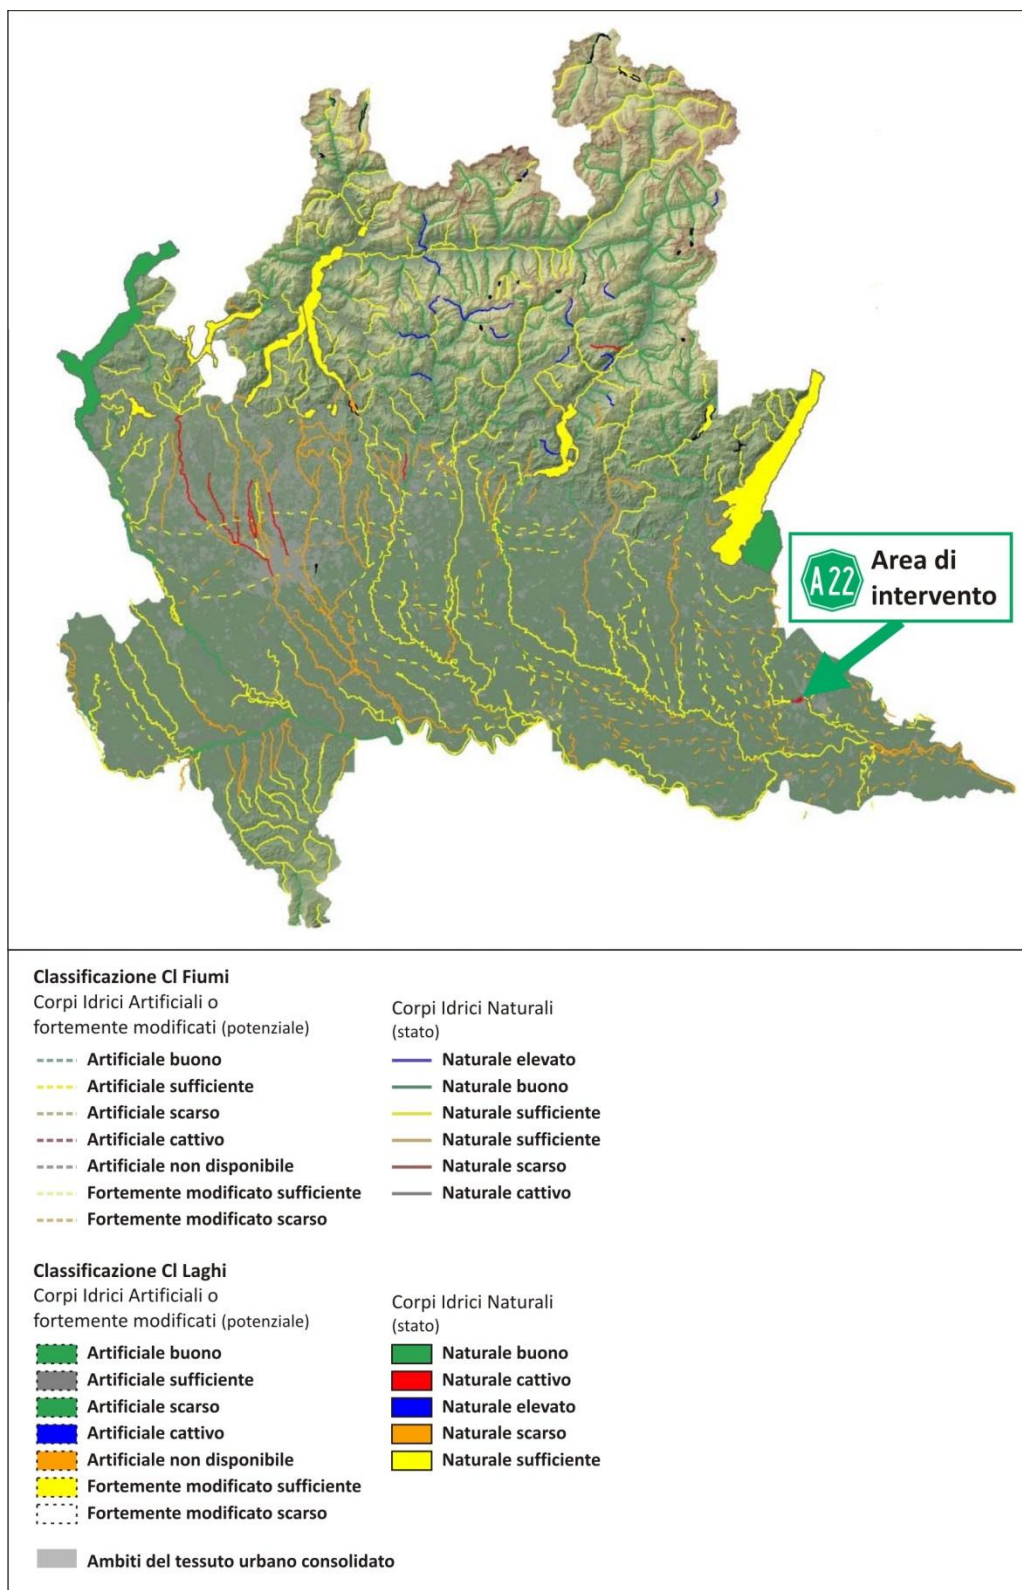 A22
Area di
intervento
Classificazione Cl Fiumi
Corpi Idrici Artificiali o
fortemente modificati (potenziale)
Artificiale buono
Artificiale sufficiente
Artificiale scarso
Artificiale cattivo
Artificiale non disponibile
Fortemente modificato sufficiente
Fortemente modificato scarso
Corpi Idrici Naturali
(stato)
Naturale elevato
Naturale buono
Naturale sufficiente
Naturale sufficiente
Naturale scarso
Naturale cattivo
Classificazione Cl Laghi
Corpi Idrici Artificiali o
fortemente modificati (potenziale)
Artificiale buono
Artificiale sufficiente
Artificiale scarso
Artificiale cattivo
Artificiale non disponibile
Fortemente modificato sufficiente
Fortemente modificato scarso
Corpi Idrici Naturali
(stato)
Naturale buono
Naturale cattivo
Naturale elevato
Naturale scarso
Naturale sufficiente
Ambiti del tessuto urbano consolidato